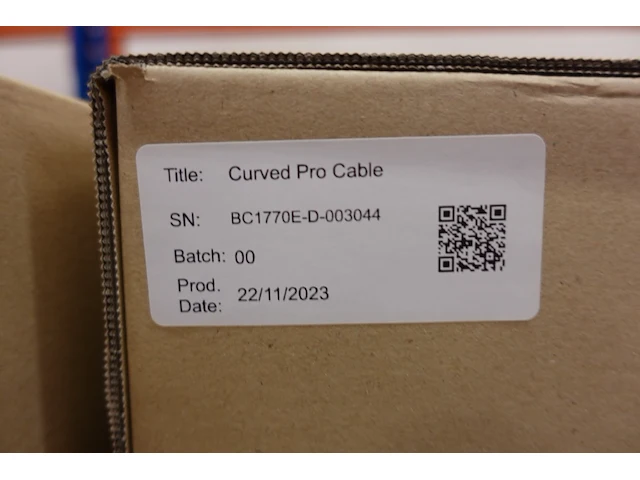 Title: Curved Pro Cable
SN: BC1770E-D-003044
Batch: 00
Prod.
Date: 22/11/2023